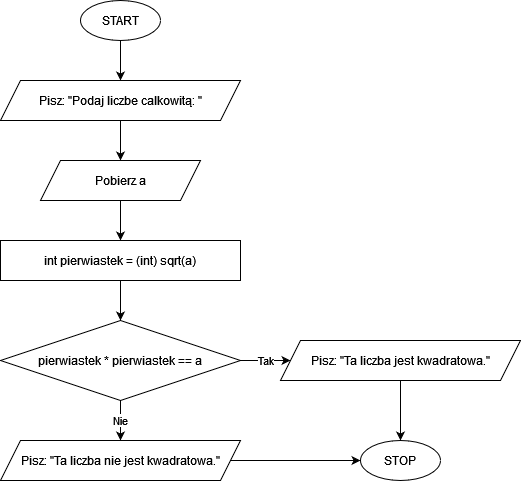 START
Pisz: "Podaj liczbe calkowitą: "
Pobierz a
int pierwiastek = (int) sqrt(a)
pierwiastek * pierwiastek == a
Tak
Pisz: "Ta liczba jest kwadratowa."
Nie
Pisz: "Ta liczba nie jest kwadratowa."
STOP